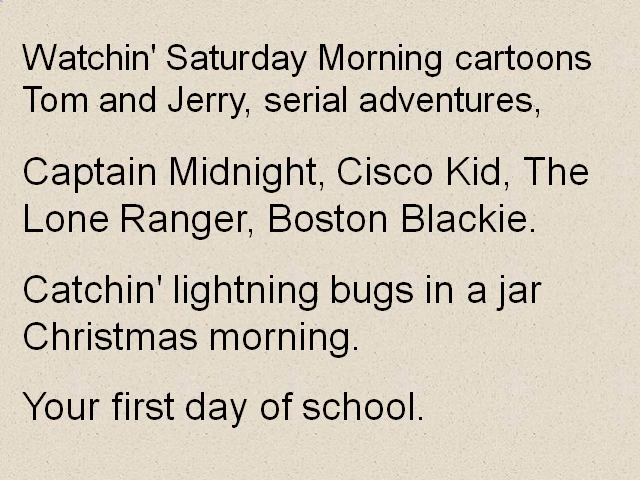 Watchin' Saturday Morning cartoons
Tom and Jerry, serial adventures,
Captain Midnight, Cisco Kid, The
Lone Ranger, Boston Blackie.
Catchin' lightning bugs in a jar
Christmas morning.
Your first day of school.